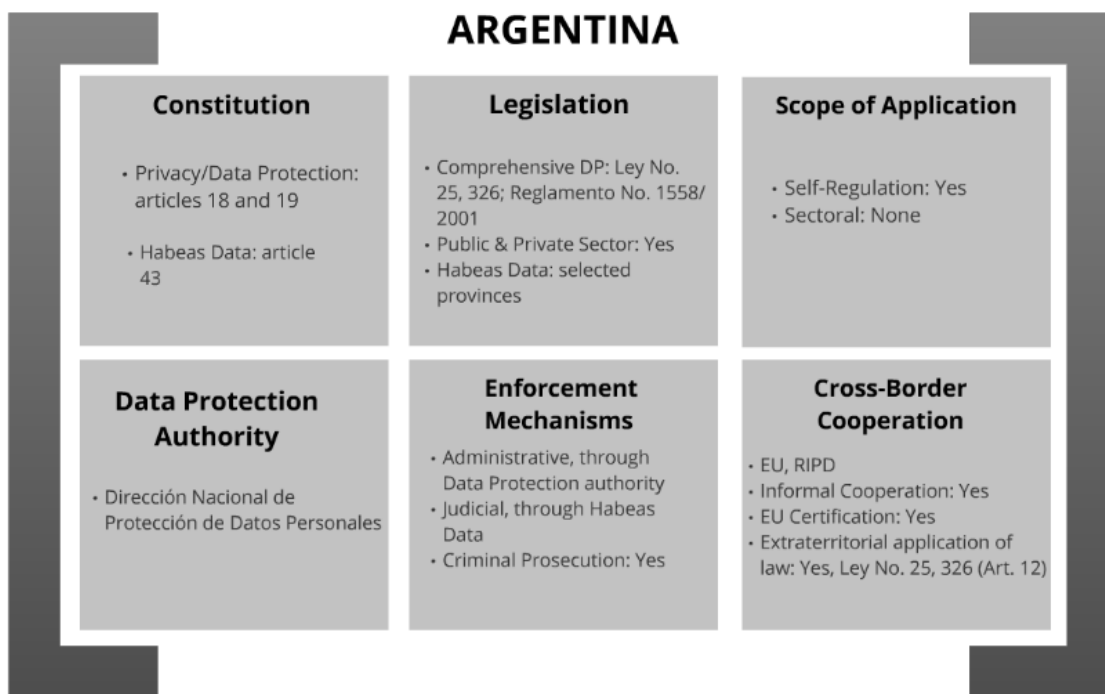 ARGENTINA
Constitution
• Privacy/Data Protection:
articles 18 and 19
• Habeas Data: article
43
Legislation
• Comprehensive DP: Ley No.
25, 326; Reglamento No. 1558/
2001
• Public & Private Sector: Yes
• Habeas Data: selected
provinces
Scope of Application
• Self-Regulation: Yes
• Sectoral: None
Data Protection
Authority
• Dirección Nacional de
Protección de Datos Personales
Enforcement
Mechanisms
• Administrative, through
Data Protection authority
• Judicial, through Habeas
Data
• Criminal Prosecution: Yes
Cross-Border
Cooperation
• EU, RIPD
• Informal Cooperation: Yes
• EU Certification: Yes
• Extraterritorial application of
law: Yes, Ley No. 25, 326 (Art. 12)